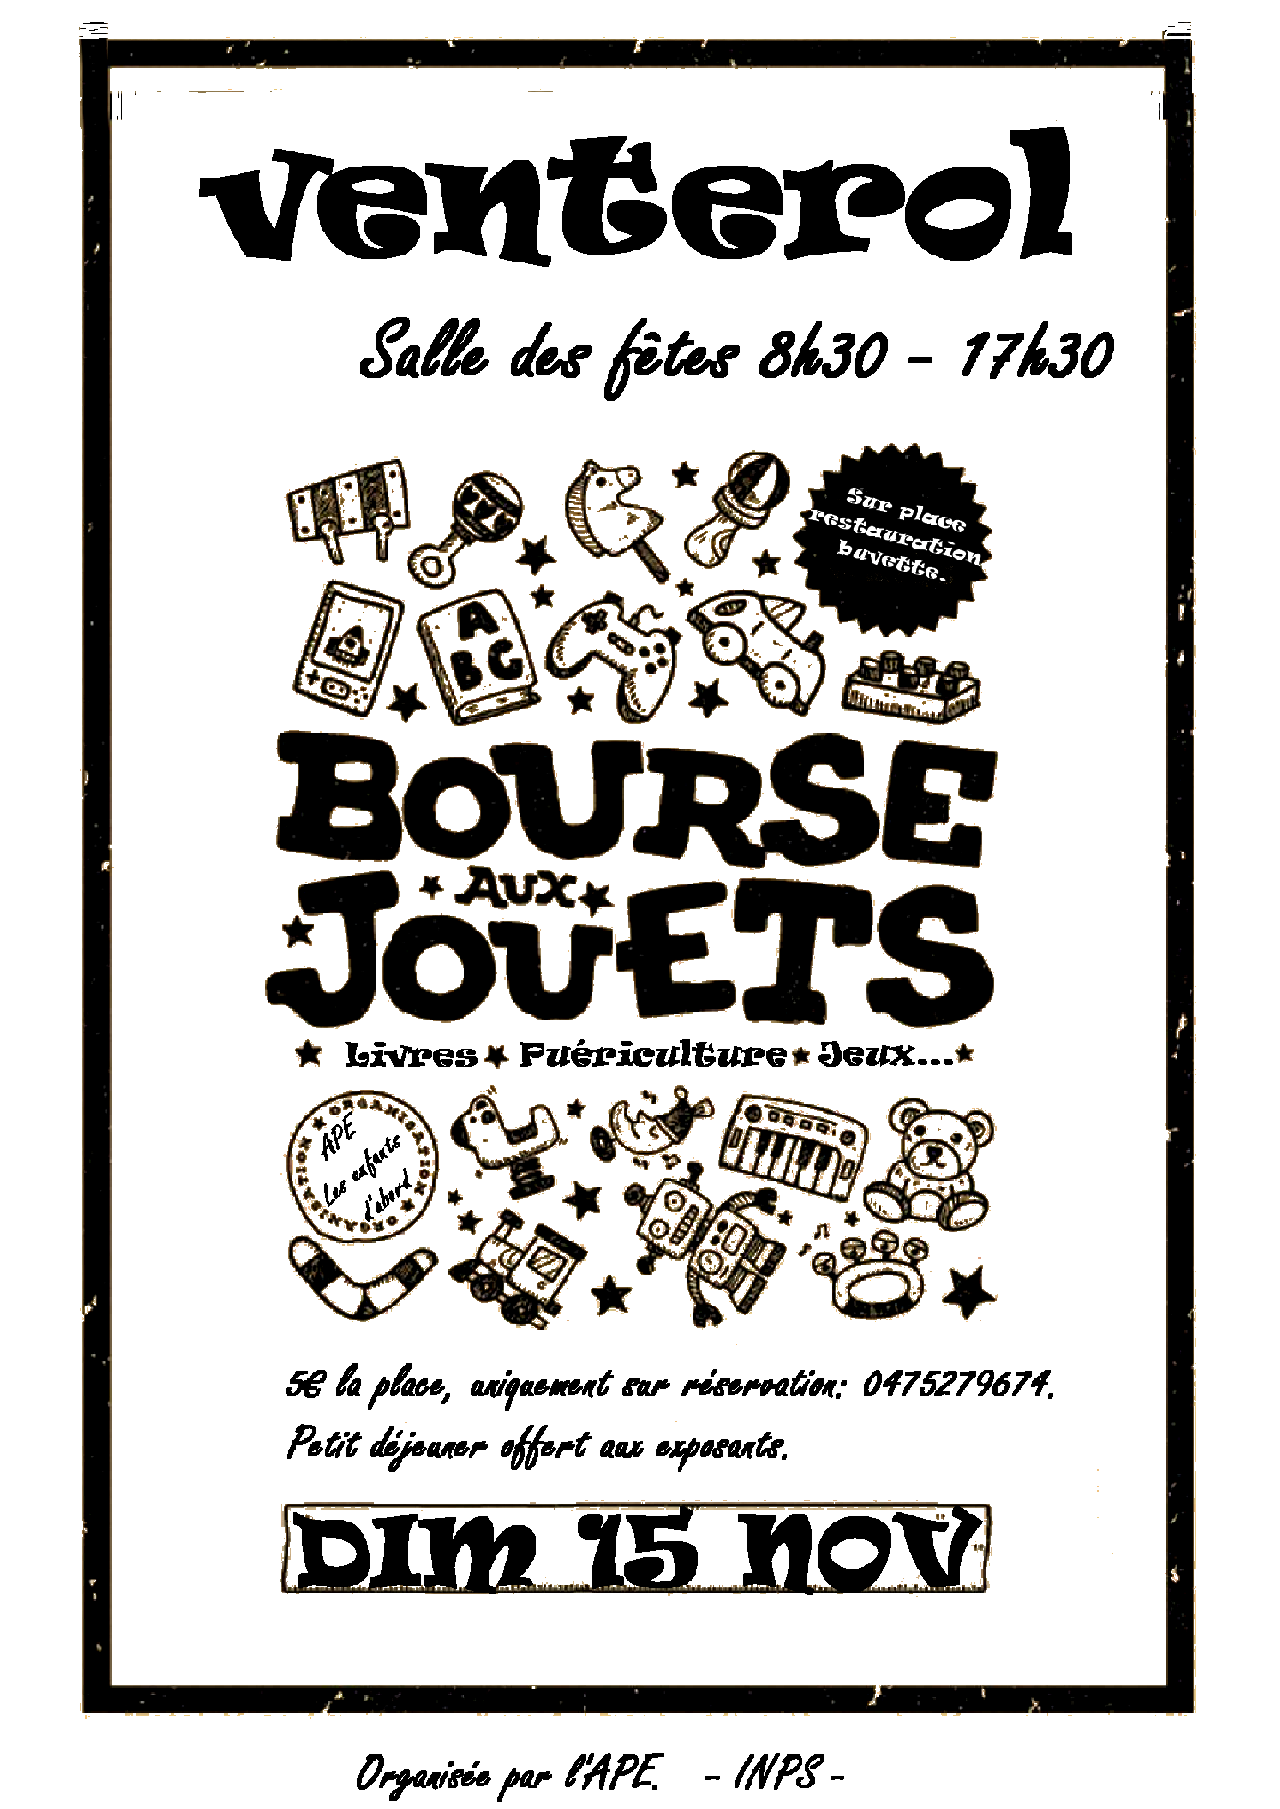 venterol
Salle des fêtes 8h30 - 17h30
Sur place
restauration
buvette.
A
B C
BOURSE
AUX
JOUETS
Livres Puériculture Jeux...
ORGANISATION ORGANISATION
APE
Les enfants
d'abord
5€ la place, uniquement sur réservation: 0475279674.
Petit déjeuner offert aux exposants.
DIM 15 NOV
Organisée par l'APE. - INPS -